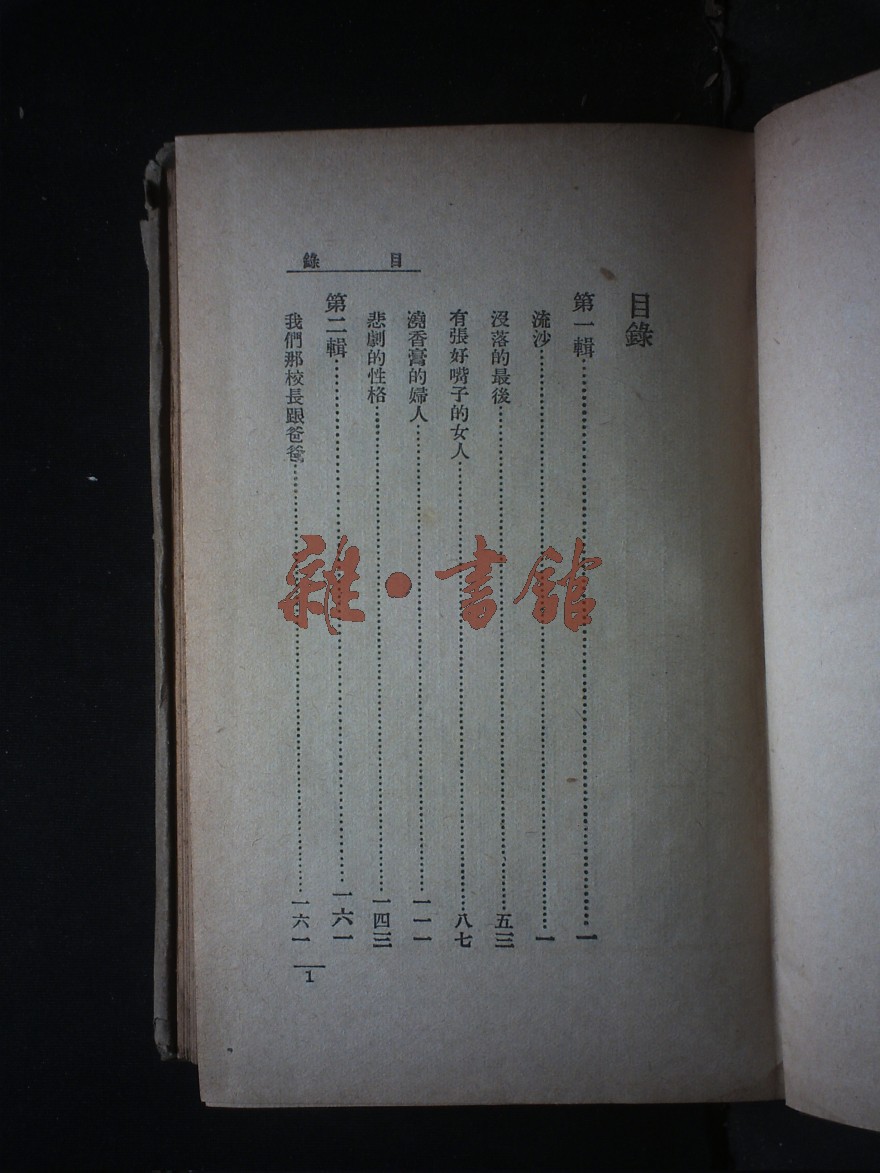 目錄
目錄
第一輯……一
流沙……一
沒落的最後……五三
有張好嘴子的女人……八七
澆香膏的婦人……一一一
悲劇的性格……一四三
第二輯……一六一
我們那校長跟爸爸……一六一
1
雜・書館